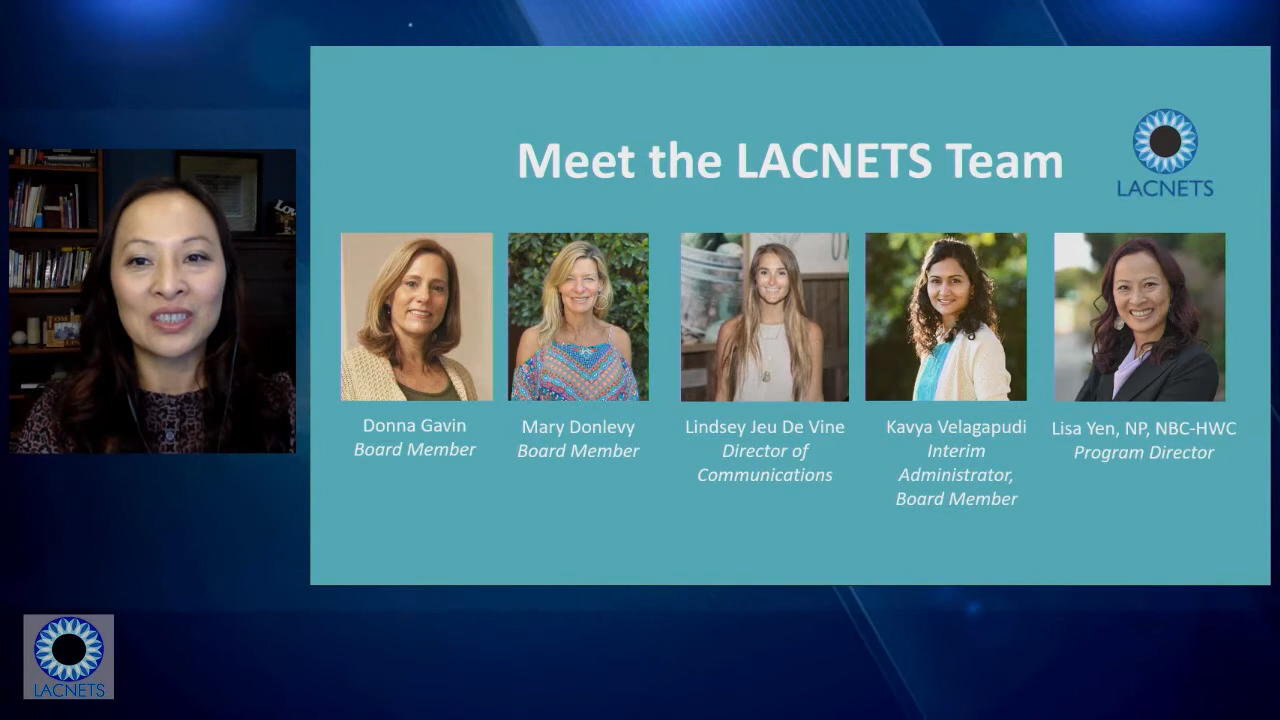 Meet the LACNETS Team
LACNETS
Donna Gavin
Board Member
Mary Donlevy
Board Member
Lindsey Jeu De Vine
Director of
Communications
Kavya Velagapudi
Interim
Administrator,
Board Member
Lisa Yen, NP, NBC-HWC
Program Director
LACNETS